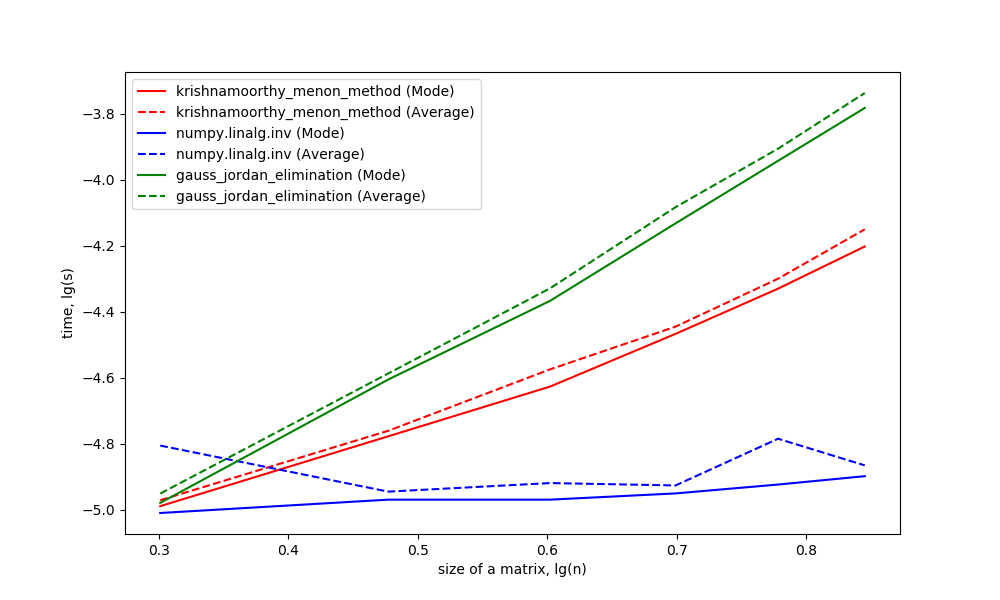 krishnamoorthy_menon_method (Mode)
krishnamoorthy_menon_method (Average)
numpy.linalg.inv (Mode)
numpy.linalg.inv (Average)
gauss_jordan_elimination (Mode)
gauss_jordan_elimination (Average)
time, lg(s)
−3.8
−4.0
−4.2
−4.4
−4.6
−4.8
−5.0
0.3 0.4 0.5 0.6 0.7 0.8
size of a matrix, lg(n)